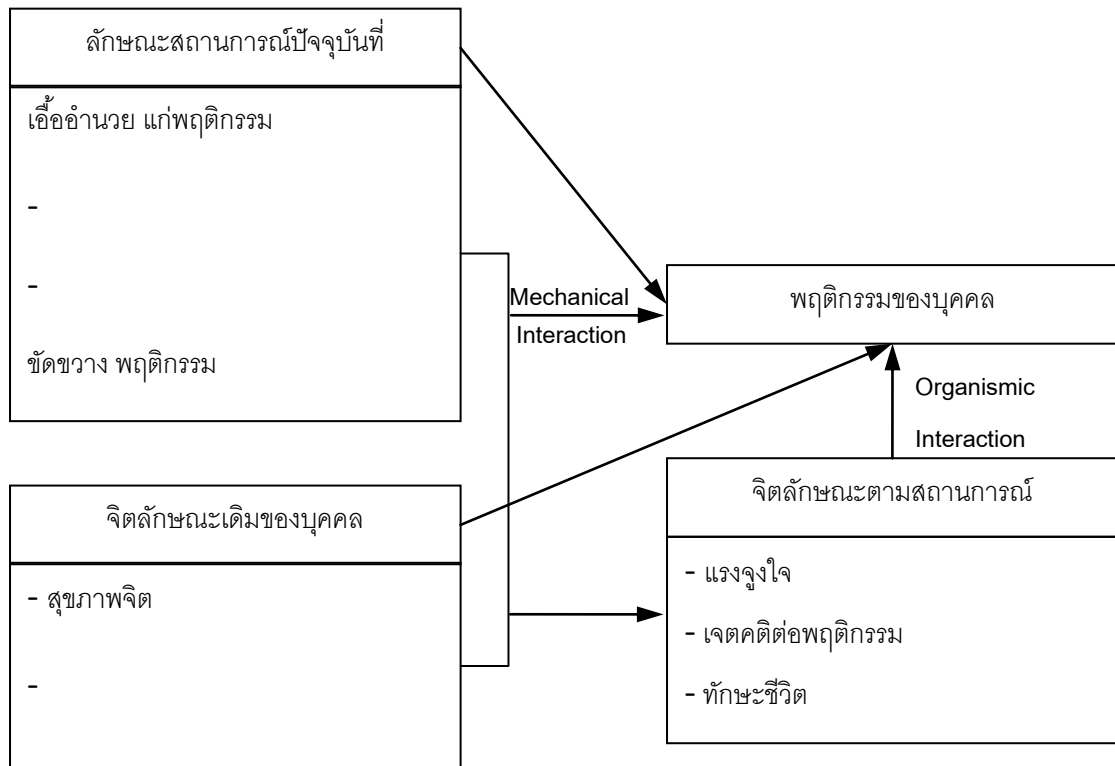 ลักษณะสถานการณ์ปัจจุบันที่
เอื้ออำนวย แก่พฤติกรรม
-
-
ขัดขวาง พฤติกรรม
Mechanical
Interaction
พฤติกรรมของบุคคล
Organismic
Interaction
จิตลักษณะเดิมของบุคคล
- สุขภาพจิต
-
จิตลักษณะตามสถานการณ์
- แรงจูงใจ
- เจตคติต่อพฤติกรรม
- ทักษะชีวิต